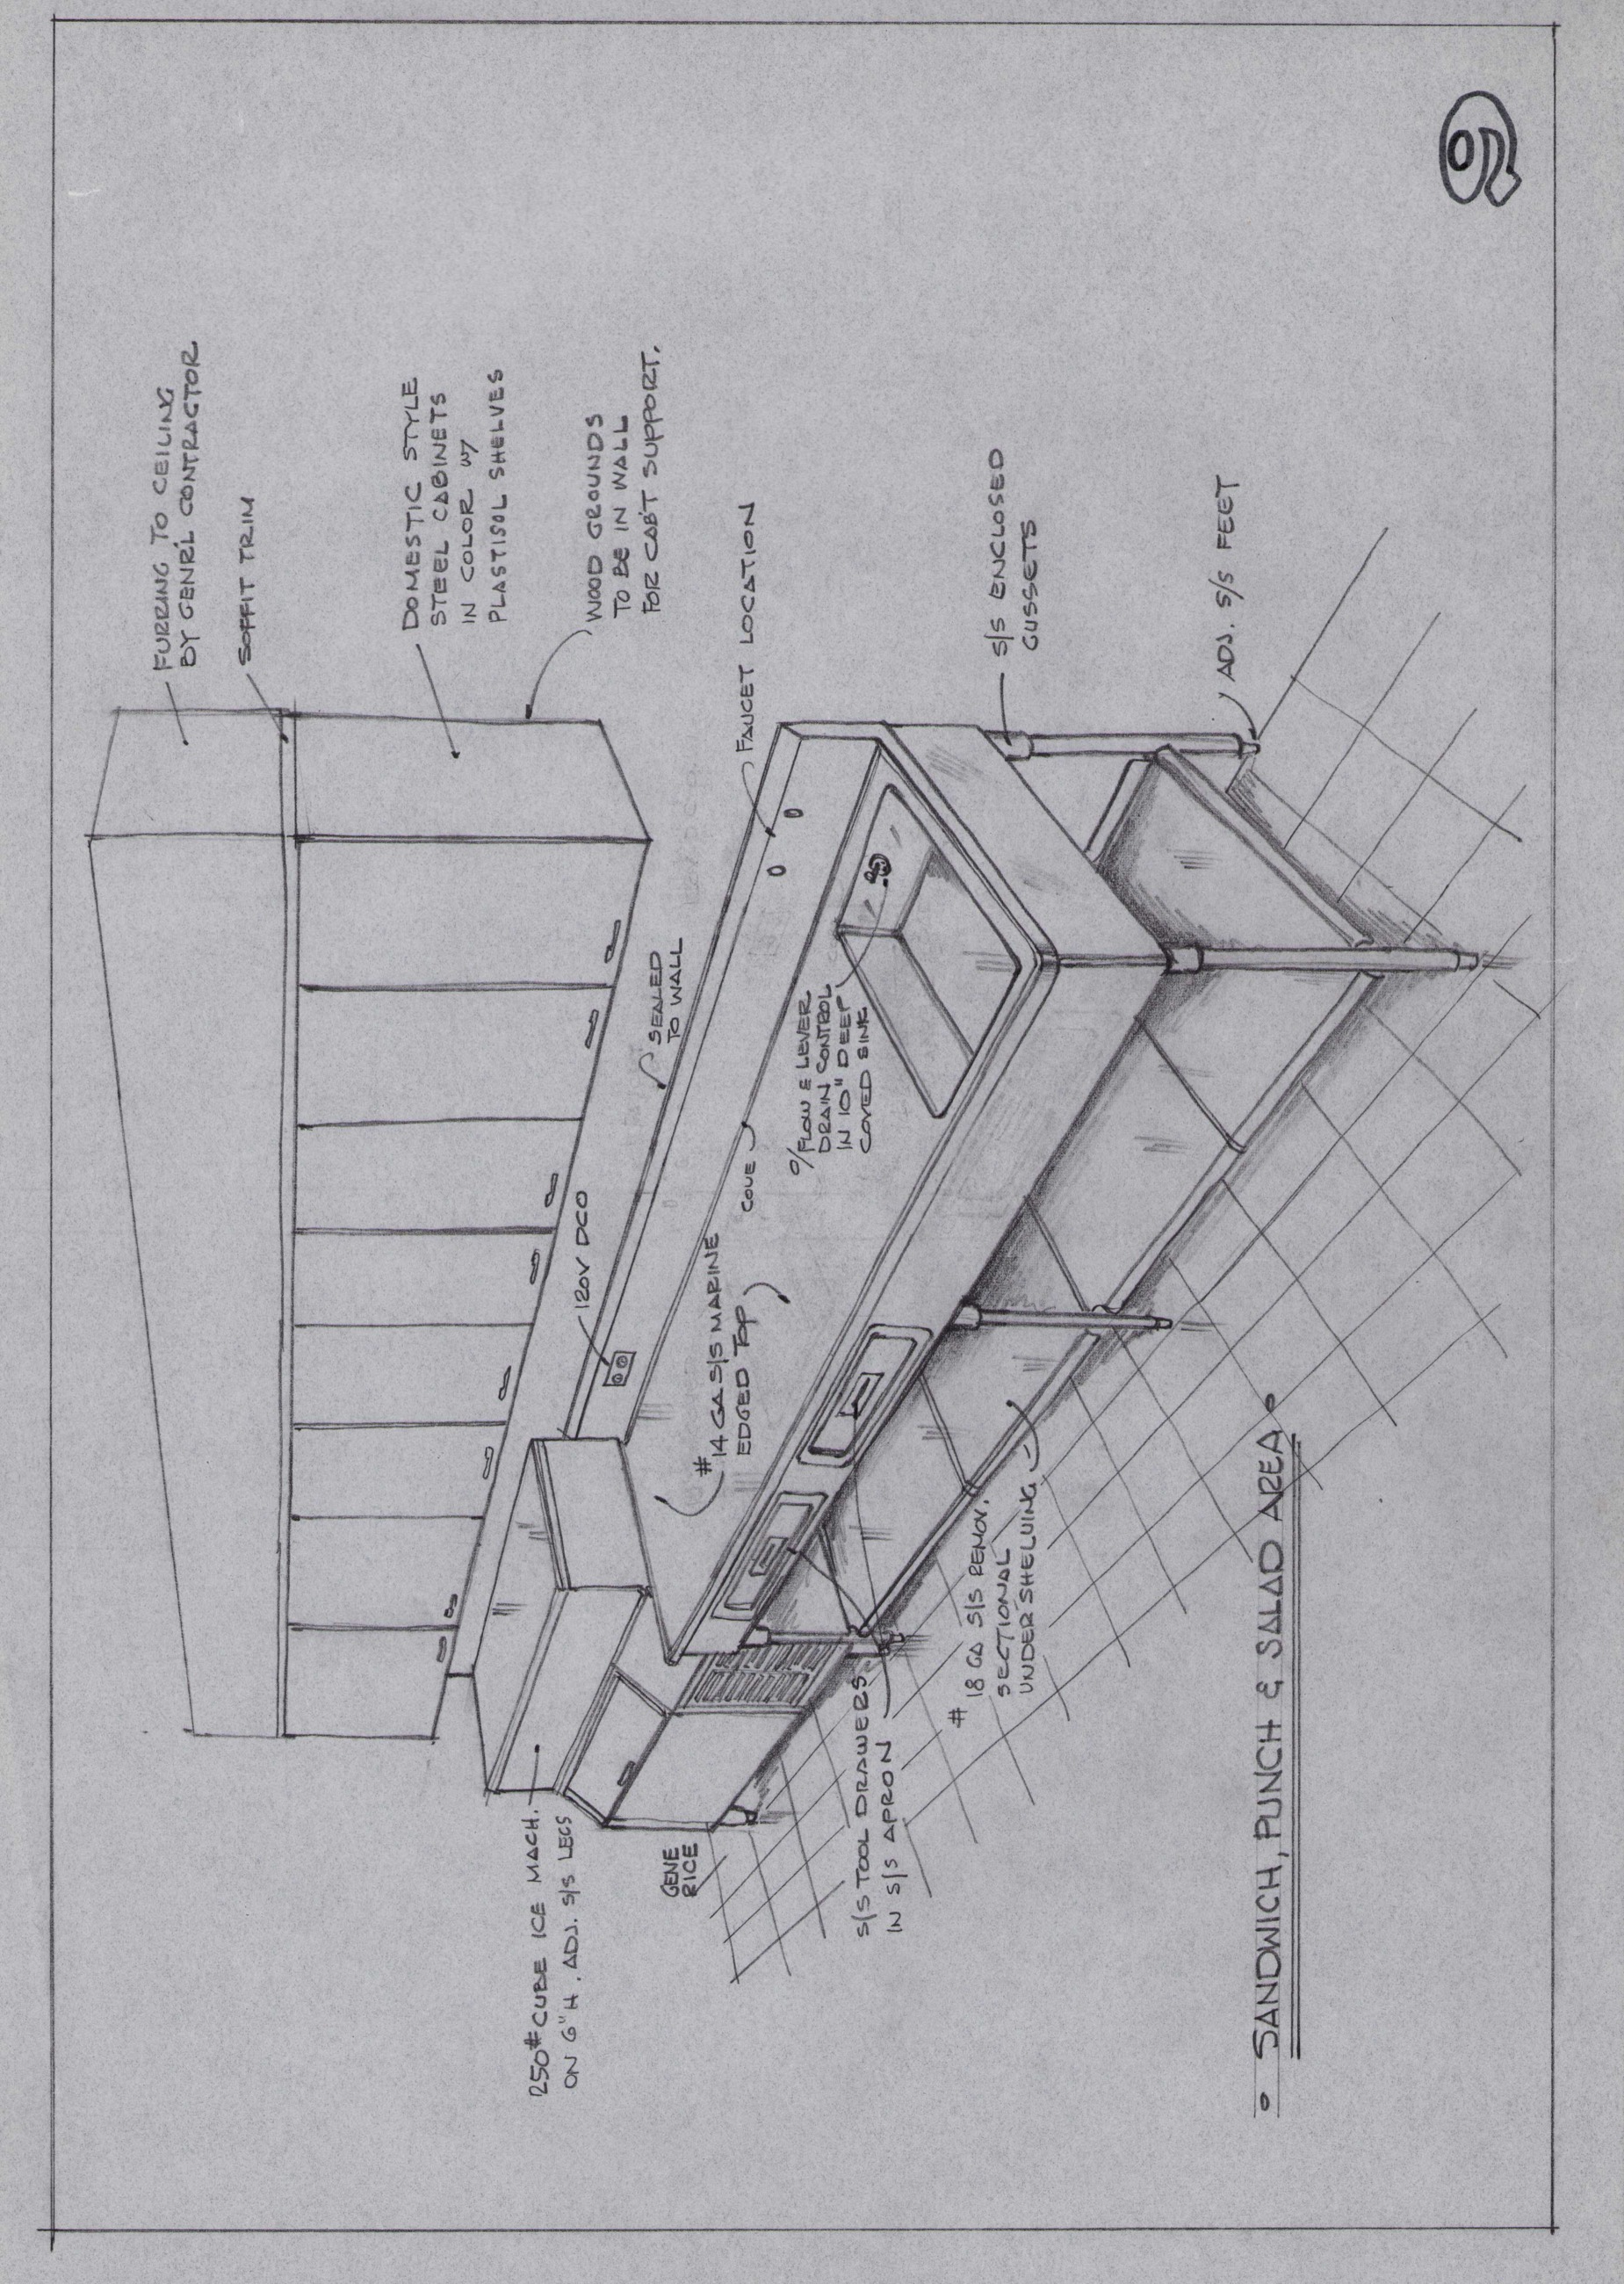 FURRING TO CEILING
BY GENR'L CONTRACTOR
SOFFIT TRIM
DOMESTIC STYLE
STEEL CABINETS
IN COLOR W/
PLASTISOL SHELVES
250# CUBE ICE MACH.
ON 6"H. ADJ. S/S LEGS
120V DCO
WOOD GROUNDS
TO BE IN WALL
FOR CAB'T SUPPORT.
SEALED
TO WALL
GENE
RICE
#14 GA S/S MARINE
EDGED TOP
COVE
FAUCET LOCATION
O/FLOW & LEVER
DRAIN CONTROL
IN 10" DEEP
COVED SINK
S/S TOOL DRAWERS
IN S/S APRON
#18 GA S/S REMOV.
SECTIONAL
UNDERSHELVING
S/S ENCLOSED
GUSSETS
ADJ. S/S FEET
SANDWICH, PUNCH & SALAD AREA
9